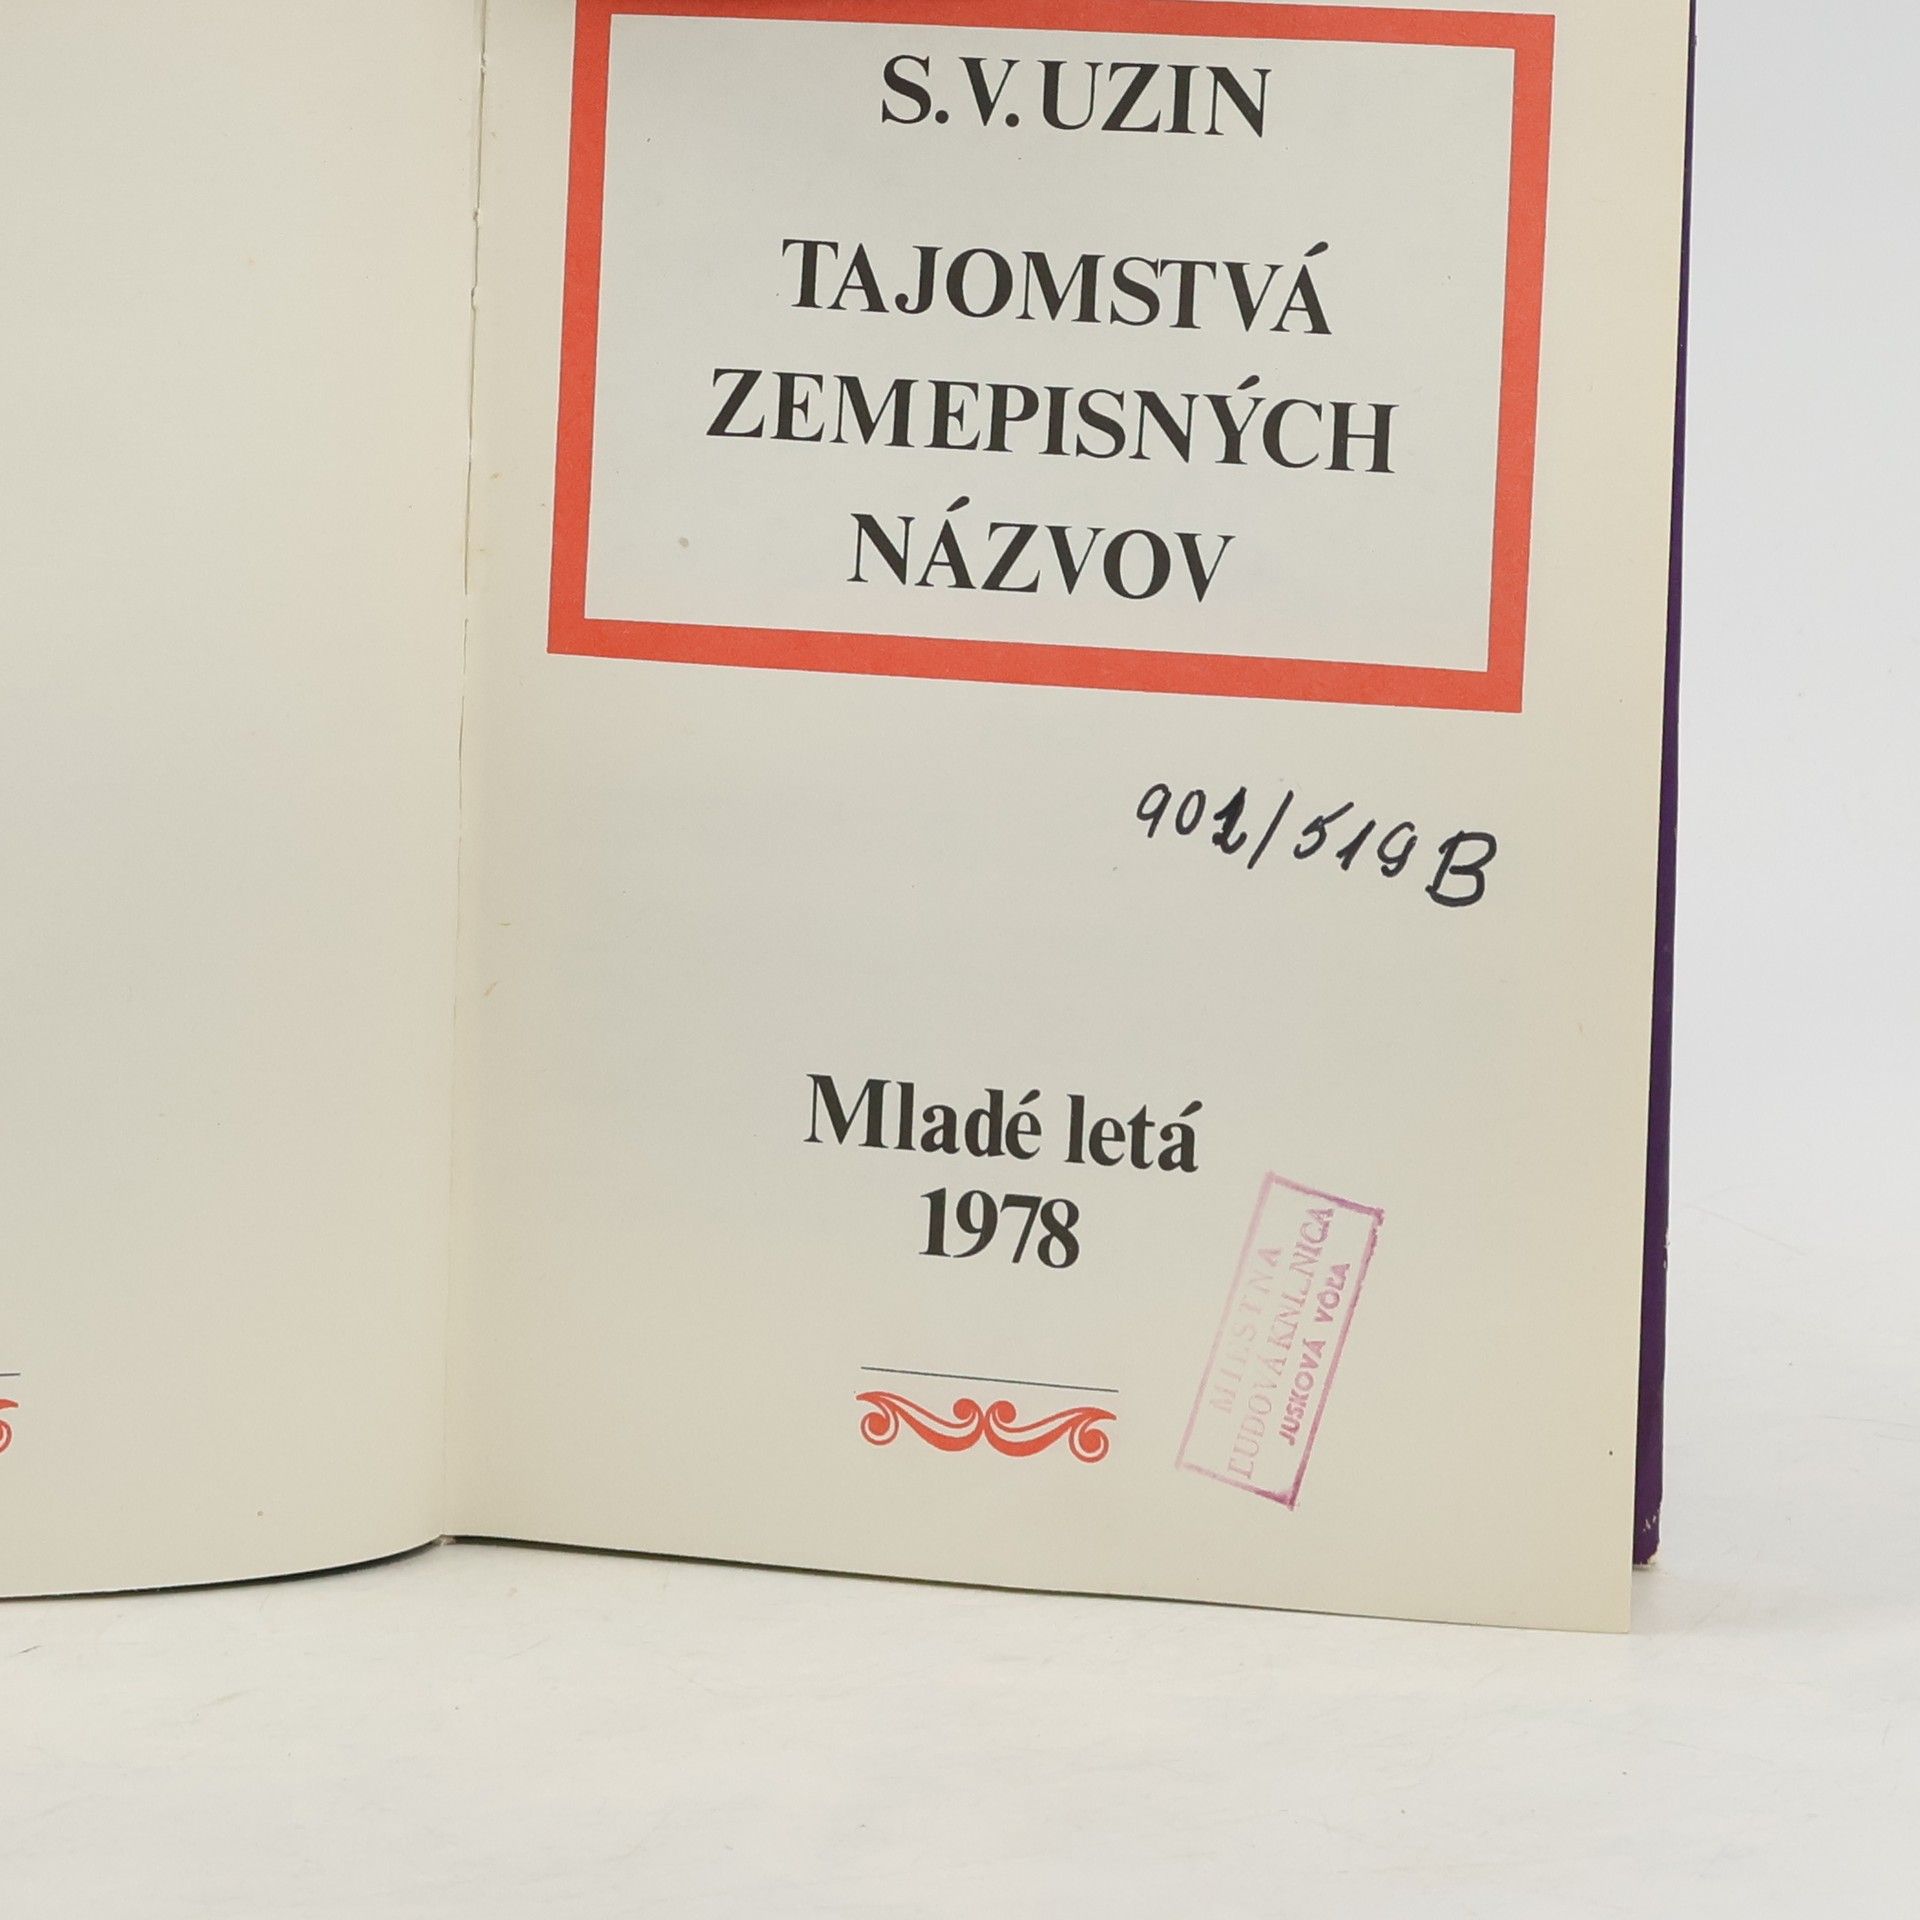 S. V. UZIN
TAJOMSTVÁ
ZEMEPISNÝCH
NÁZVOV
901/519 B
Mladé letá
1978
MIESTNA
ĽUDOVÁ KNIŽNICA
JUSKOVÁ VOĽA